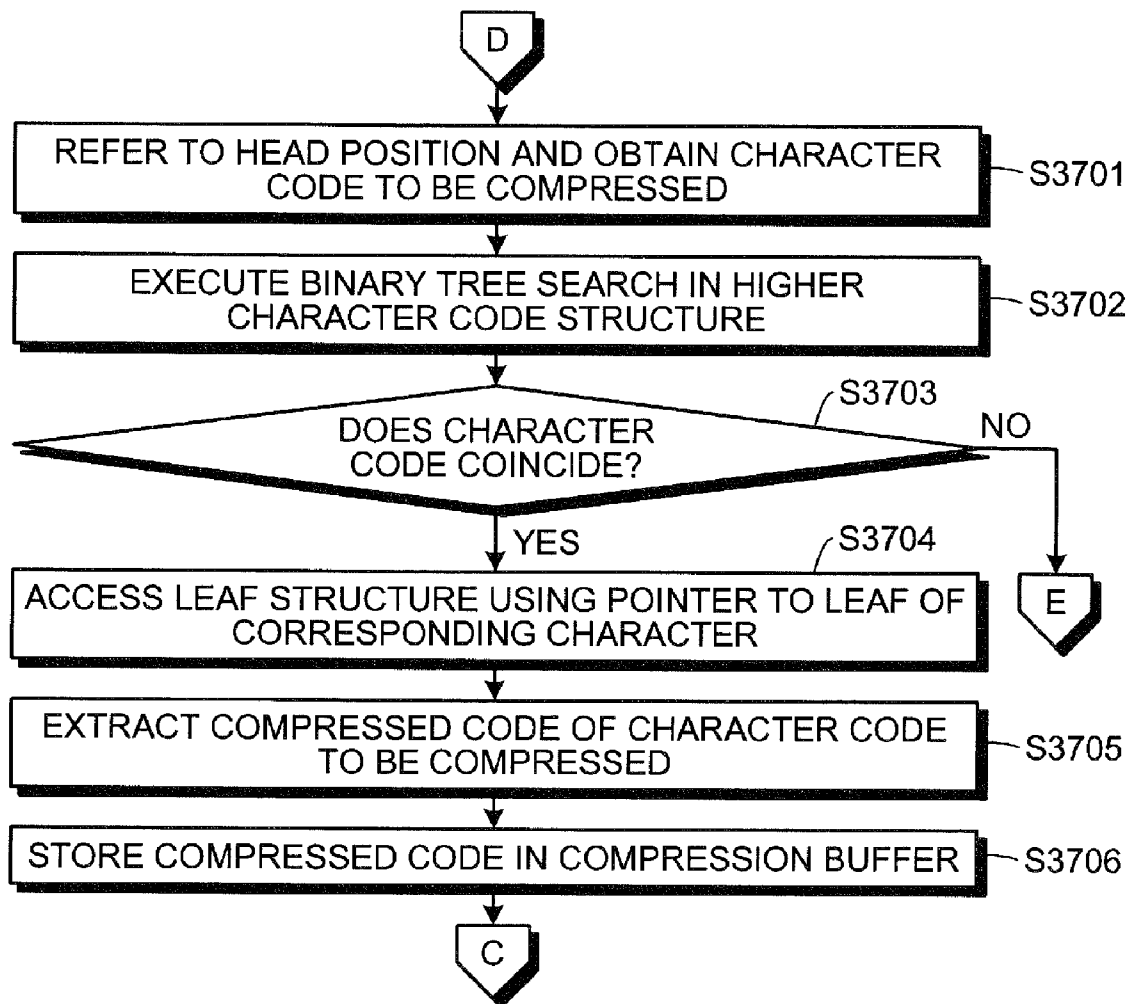 D
REFER TO HEAD POSITION AND OBTAIN CHARACTER
CODE TO BE COMPRESSED
S3701
EXECUTE BINARY TREE SEARCH IN HIGHER
CHARACTER CODE STRUCTURE
S3702
S3703
DOES CHARACTER
CODE COINCIDE?
NO
YES
S3704
ACCESS LEAF STRUCTURE USING POINTER TO LEAF OF
CORRESPONDING CHARACTER
E
EXTRACT COMPRESSED CODE OF CHARACTER CODE
TO BE COMPRESSED
S3705
STORE COMPRESSED CODE IN COMPRESSION BUFFER
S3706
C